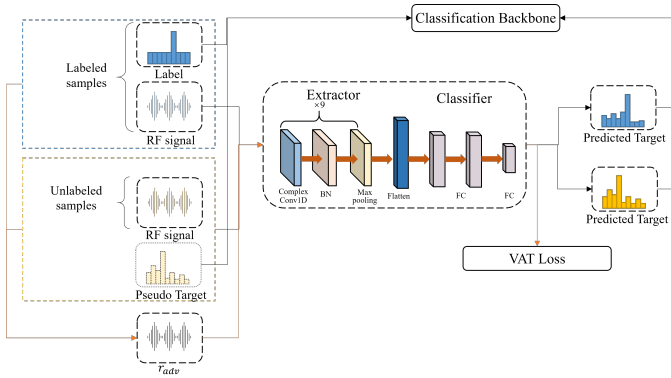 Classification Backbone
Labeled
samples
Label
RF signal
Extractor
×9
Classifier
Complex
Conv1D
BN
Max
pooling
Flatten
FC
FC
Predicted Target
Predicted Target
Unlabeled
samples
RF signal
Pseudo Target
VAT Loss
r_adv